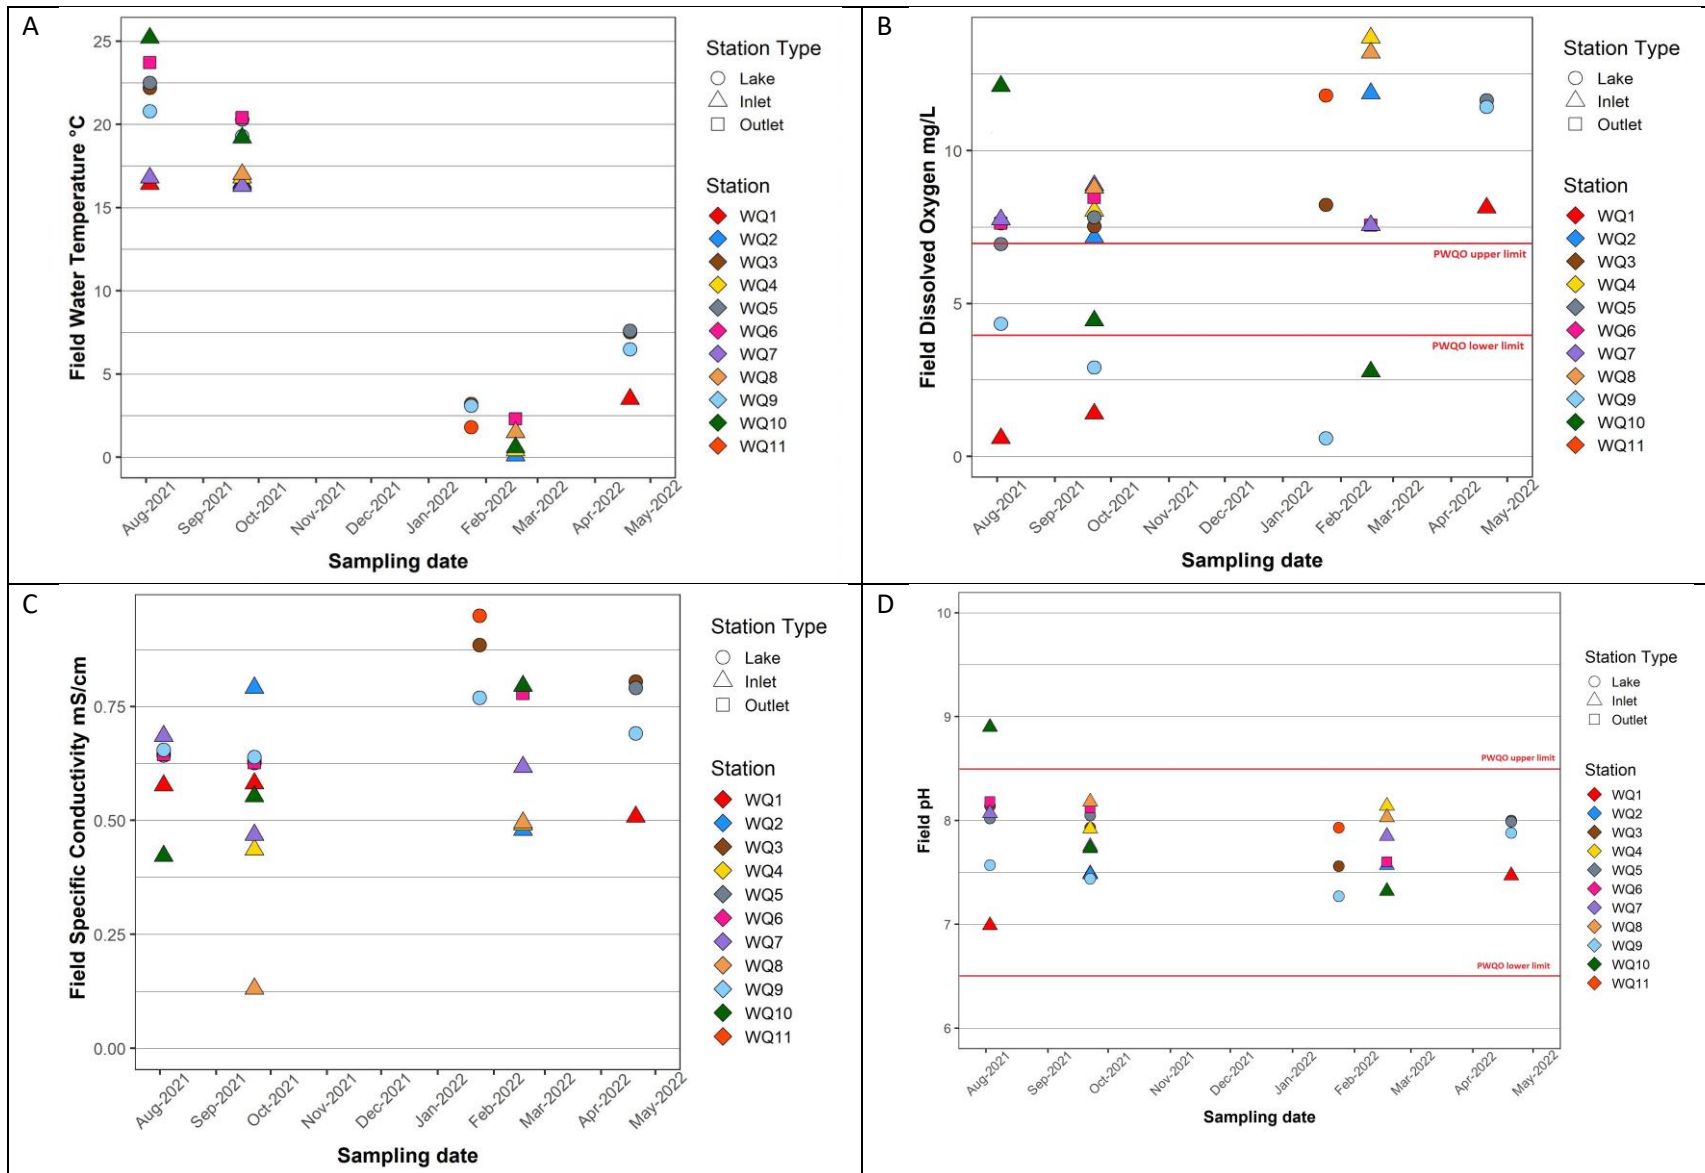 A
Field Water Temperature °C
25
20
15
10
5
0
Aug-2021
Sep-2021
Oct-2021
Nov-2021
Dec-2021
Jan-2022
Feb-2022
Mar-2022
Apr-2022
May-2022
Sampling date
Station Type
Lake
Inlet
Outlet
Station
WQ1
WQ2
WQ3
WQ4
WQ5
WQ6
WQ7
WQ8
WQ9
WQ10
WQ11
B
Field Dissolved Oxygen mg/L
10
5
0
PWQO upper limit
PWQO lower limit
Aug-2021
Sep-2021
Oct-2021
Nov-2021
Dec-2021
Jan-2022
Feb-2022
Mar-2022
Apr-2022
May-2022
Sampling date
Station Type
Lake
Inlet
Outlet
Station
WQ1
WQ2
WQ3
WQ4
WQ5
WQ6
WQ7
WQ8
WQ9
WQ10
WQ11
C
Field Specific Conductivity mS/cm
0.75
0.50
0.25
0.00
Aug-2021
Sep-2021
Oct-2021
Nov-2021
Dec-2021
Jan-2022
Feb-2022
Mar-2022
Apr-2022
May-2022
Sampling date
Station Type
Lake
Inlet
Outlet
Station
WQ1
WQ2
WQ3
WQ4
WQ5
WQ6
WQ7
WQ8
WQ9
WQ10
WQ11
D
Field pH
10
9
8
7
6
PWQO upper limit
PWQO lower limit
Aug-2021
Sep-2021
Oct-2021
Nov-2021
Dec-2021
Jan-2022
Feb-2022
Mar-2022
Apr-2022
May-2022
Sampling date
Station Type
Lake
Inlet
Outlet
Station
WQ1
WQ2
WQ3
WQ4
WQ5
WQ6
WQ7
WQ8
WQ9
WQ10
WQ11